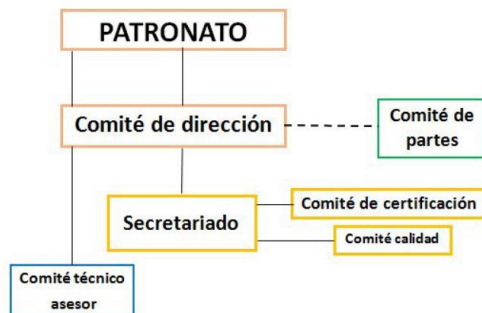 PATRONATO
Comité de dirección
Comité de
partes
Secretariado
Comité de certificación
Comité calidad
Comité técnico
asesor